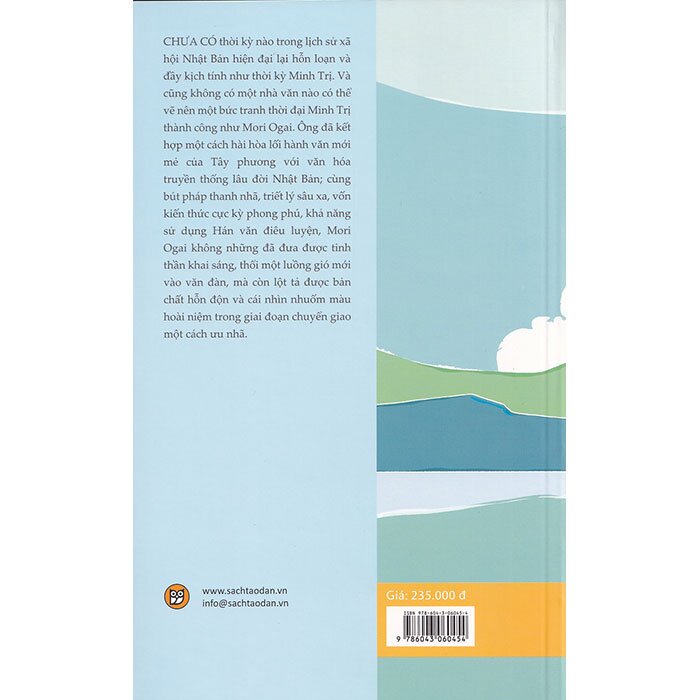 CHƯA CÓ thời kỳ nào trong lịch sử xã
hội Nhật Bản hiện đại lại hỗn loạn và
đầy kịch tính như thời kỳ Minh Trị. Và
cũng không có một nhà văn nào có thể
vẽ nên một bức tranh thời đại Minh Trị
thành công như Mori Ogai. Ông đã kết
hợp một cách hài hòa lối hành văn mới
mẻ của Tây phương với văn hóa
truyền thống lâu đời Nhật Bản; cùng
bút pháp thanh nhã, triết lý sâu xa, vốn
kiến thức cực kỳ phong phú, khả năng
sử dụng Hán văn điêu luyện, Mori
Ogai không những đã đưa được tinh
thần khai sáng, thổi một luồng gió mới
vào văn đàn, mà còn lột tả được bản
chất hỗn độn và cái nhìn nhuốm màu
hoài niệm trong giai đoạn chuyển giao
một cách ưu nhã.
www.sachtaodan.vn
info@sachtaodan.vn
Giá: 235.000 đ
ISBN 978-604-3-06045-4
9 786043 060454